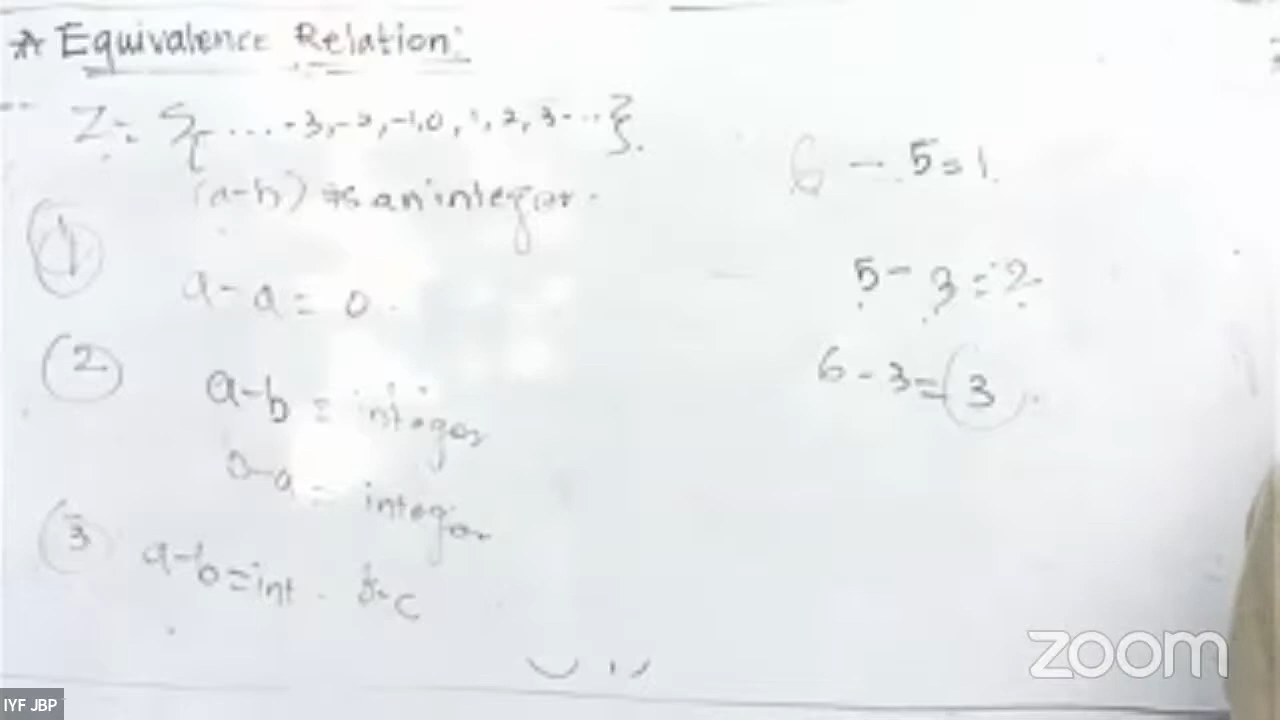 * Equivalence Relation:
Z = { .... -3, -2, -1, 0, 1, 2, 3 ... }.
(a-b) is an integer.
① a - a = 0.
② a-b = integer
b-a = integer
③ a-b = int. b-c
6 - 5 = 1
5 - 3 = 2
6 - 3 = 3
zoom
IYF JBP